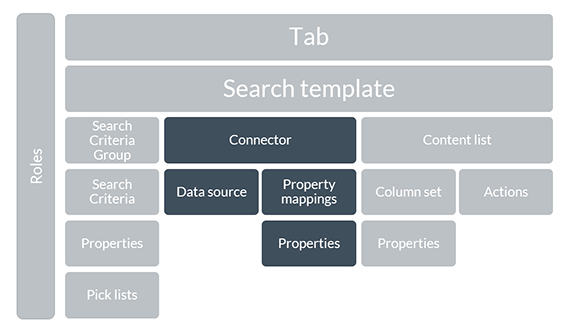 Roles
Tab
Search template
Search
Criteria
Group
Connector
Content list
Search
Criteria
Data source
Property
mappings
Column set
Actions
Properties
Properties
Properties
Pick lists